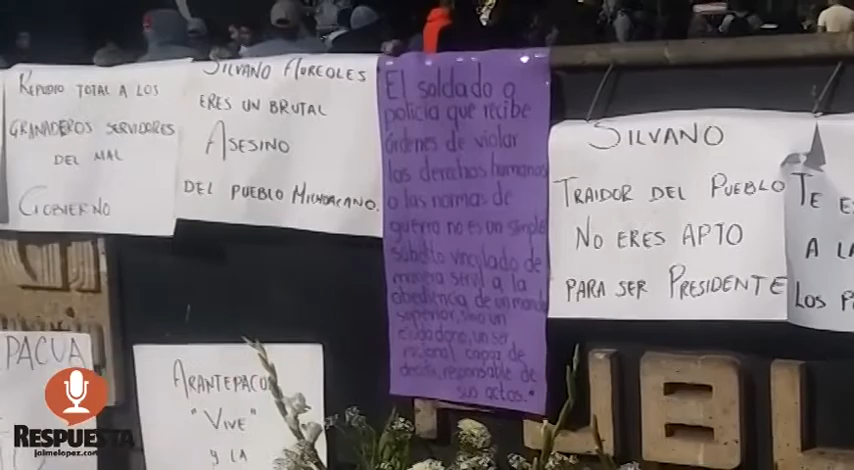 REPUDIO TOTAL A LOS
GRANADEROS SERVIDORES
DEL MAL
GOBIERNO
SILVANO AUREOLES
ERES UN BRUTAL
ASESINO
DEL PUEBLO MICHOACANO.
El soldado o
policía que recibe
órdenes de violar
los derechos humanos
o las normas de
guerra no es un simple
súbdito vinculado de
manera servil a la
obediencia de un mando
superior, sino un
ciudadano, un ser
racional capaz de
decidir, responsable de
sus actos."
SILVANO
TRAIDOR DEL PUEBLO
NO ERES APTO
PARA SER PRESIDENTE
TE
A LA
LOS
PACUA
ARANTEPACU
"VIVE"
Y LA
RESPUESTA
jaimelopez.com